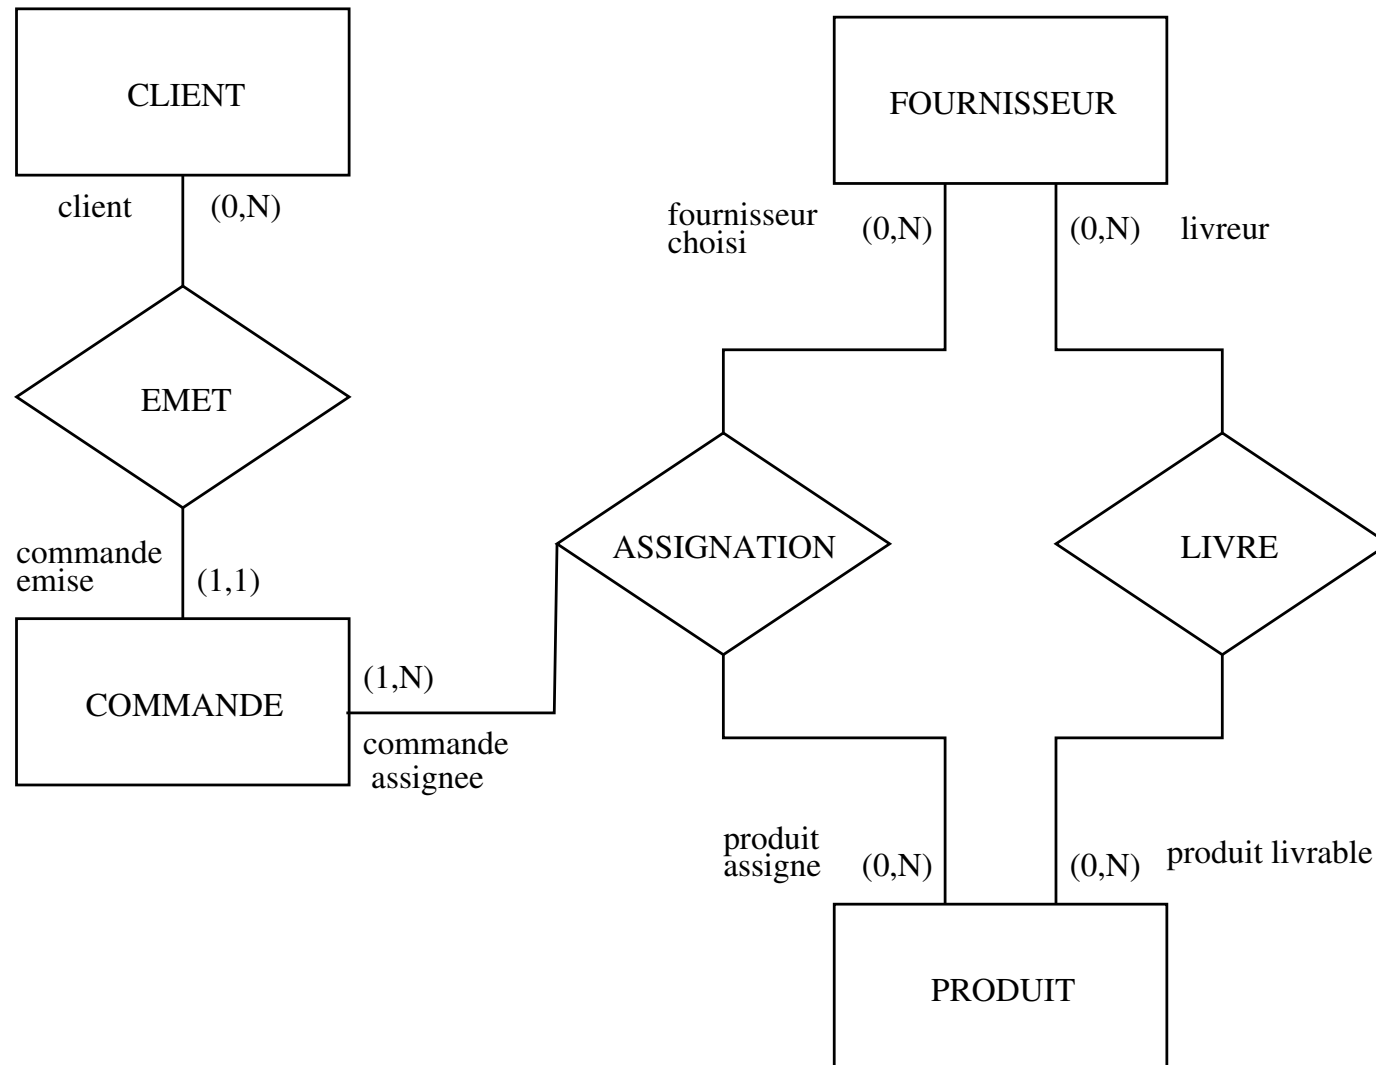 CLIENT
FOURNISSEUR
client
(0,N)
fournisseur
choisi
(0,N)
(0,N)
livreur
EMET
ASSIGNATION
LIVRE
commande
emise
(1,1)
COMMANDE
(1,N)
commande
assignee
produit
assigne
(0,N)
(0,N)
produit livrable
PRODUIT